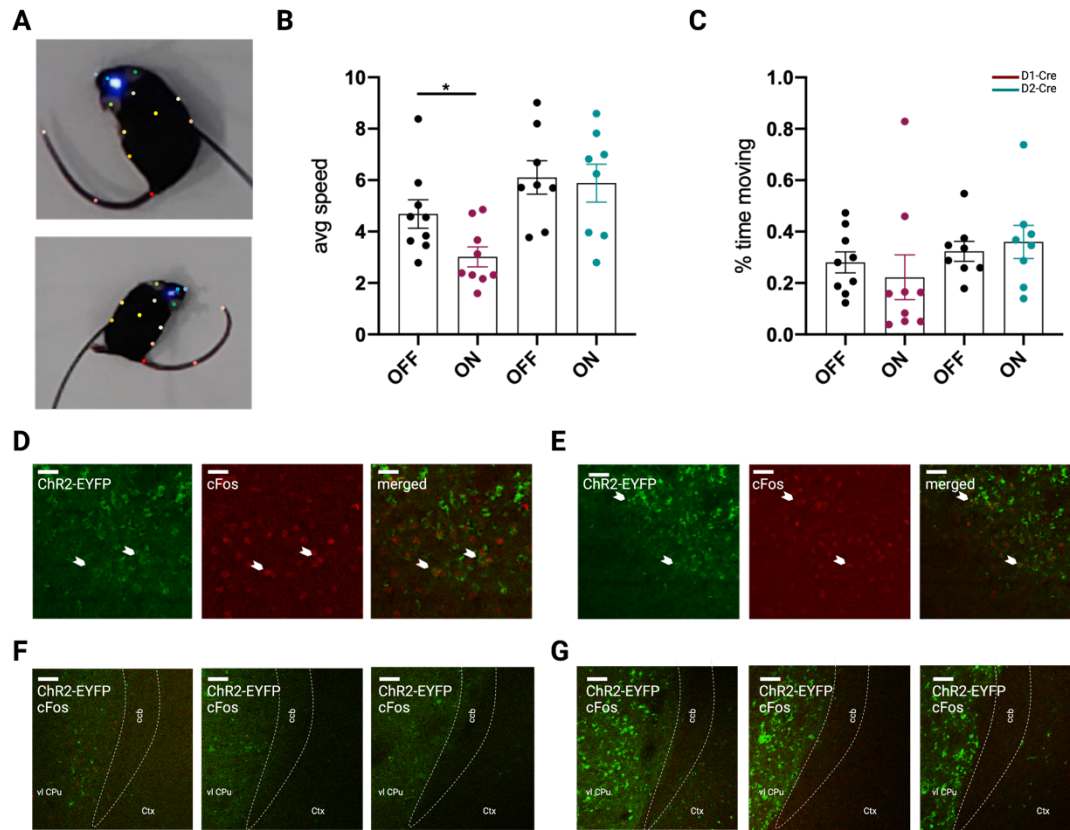 A
B
C
10
8
6
4
2
0
avg speed
*
OFF
ON
OFF
ON
1.0
0.8
0.6
0.4
0.2
0.0
% time moving
D1-Cre
D2-Cre
OFF
ON
OFF
ON
D
ChR2-EYFP
cFos
merged
E
ChR2-EYFP
cFos
merged
F
ChR2-EYFP
cFos
ccb
vl CPu
Ctx
ChR2-EYFP
cFos
ccb
vl CPu
Ctx
ChR2-EYFP
cFos
ccb
vl CPu
Ctx
G
ChR2-EYFP
cFos
ccb
vl CPu
Ctx
ChR2-EYFP
cFos
ccb
vl CPu
Ctx
ChR2-EYFP
cFos
ccb
vl CPu
Ctx